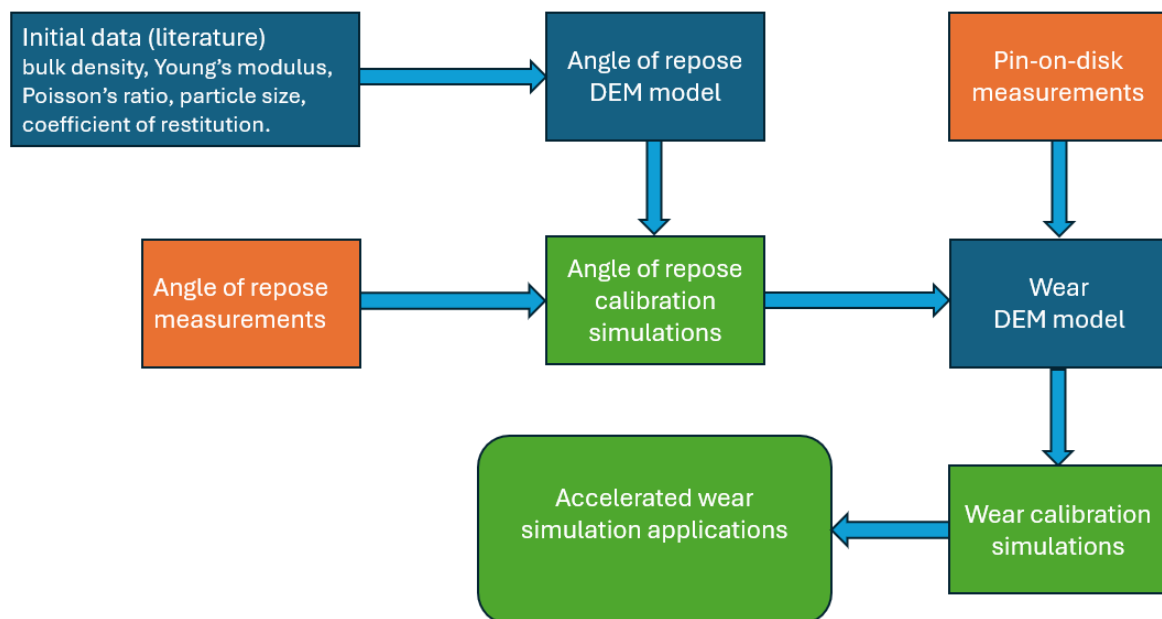 Initial data (literature)
bulk density, Young's modulus,
Poisson's ratio, particle size,
coefficient of restitution.
Angle of repose
DEM model
Pin-on-disk
measurements
Angle of repose
measurements
Angle of repose
calibration
simulations
Wear
DEM model
Accelerated wear
simulation applications
Wear calibration
simulations